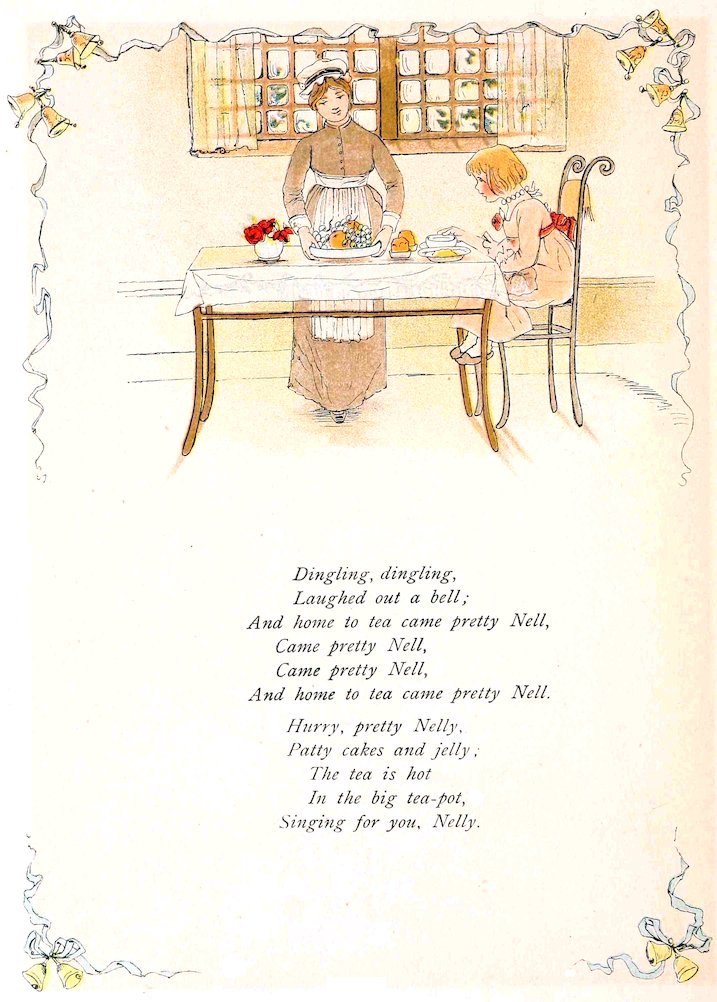 Dingling, dingling,
Laughed out a bell;
And home to tea came pretty Nell,
Came pretty Nell,
Came pretty Nell,
And home to tea came pretty Nell.
Hurry, pretty Nelly,
Patty cakes and jelly;
The tea is hot
In the big tea-pot,
Singing for you, Nelly.